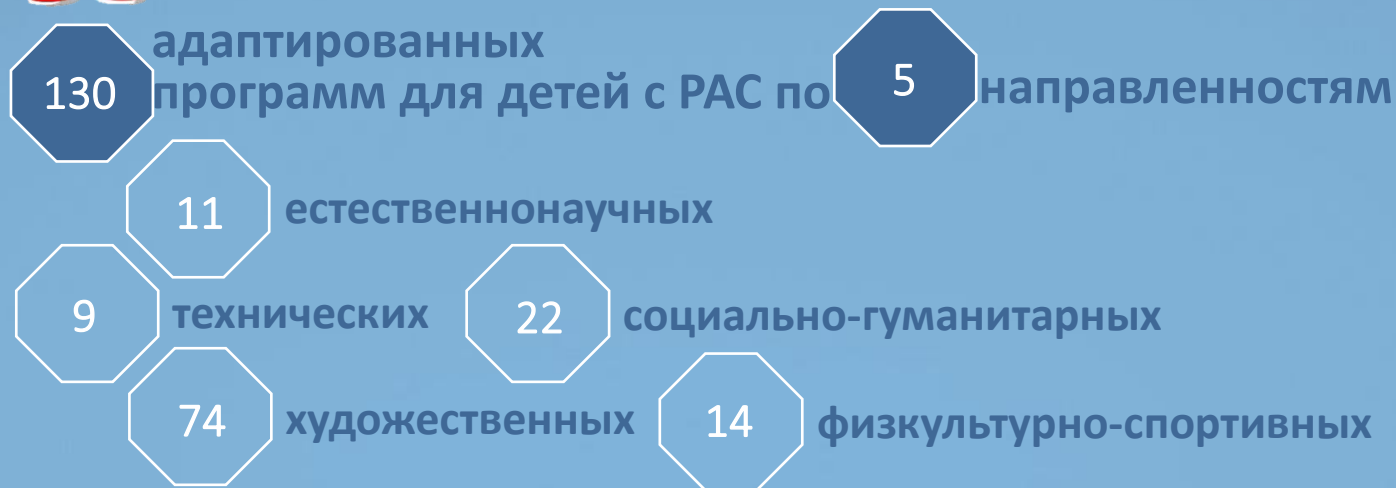 адаптированных
130 программ для детей с РАС по 5 направленностям
11 естественнонаучных
9 технических 22 социально-гуманитарных
74 художественных 14 физкультурно-спортивных